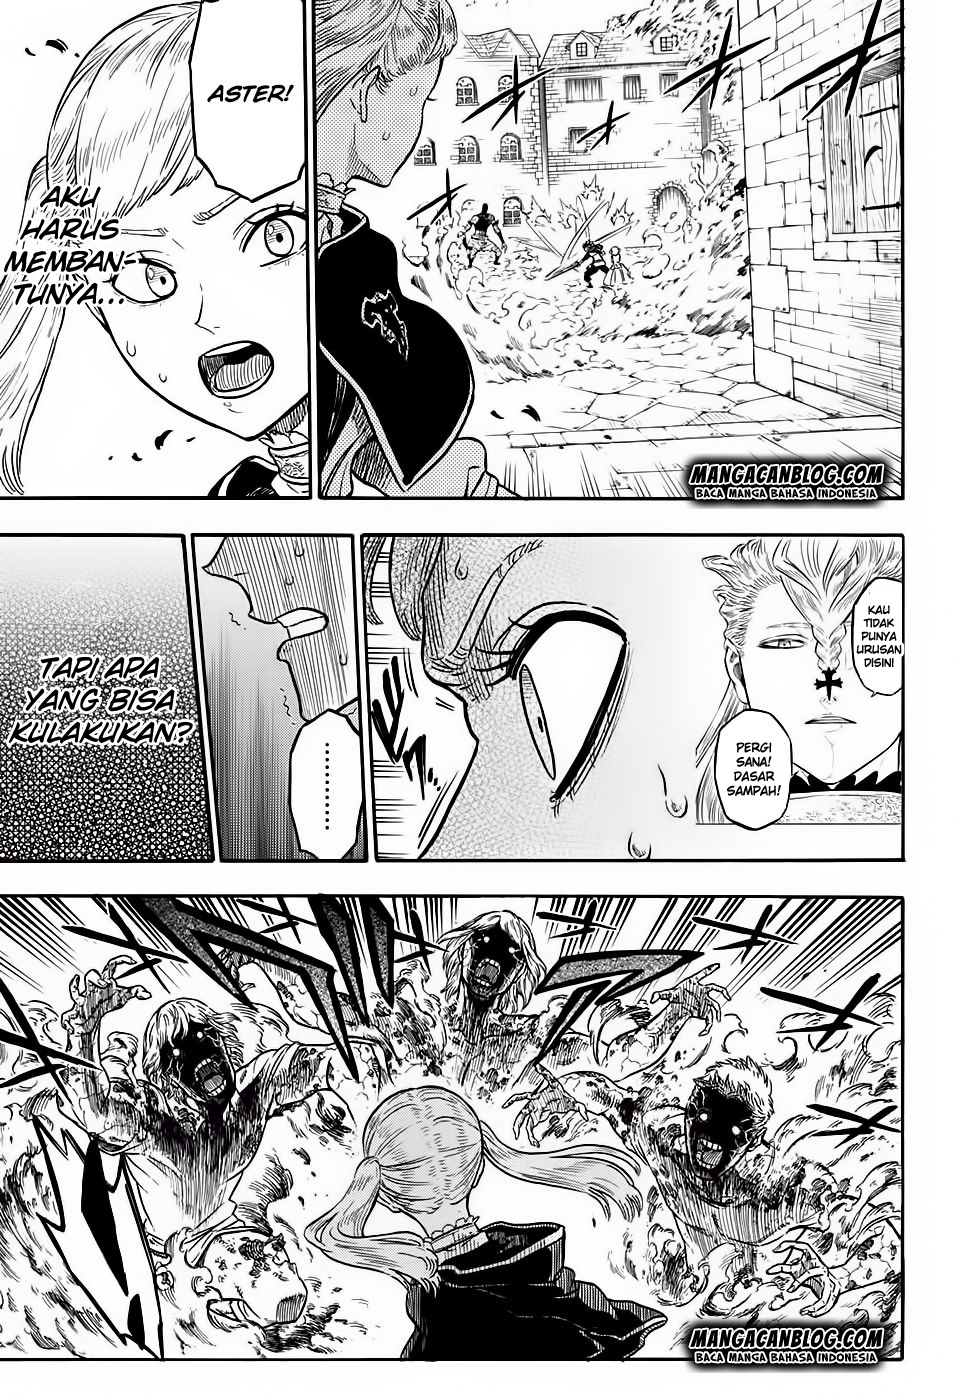 ASTER!
AKU
HARUS
MEMBAN-
TUNYA...
MANGACANBLOG.COM
BACA MANGA BAHASA INDONESIA
KAU
TIDAK
PUNYA
URUSAN
DISINI
PERGI
SANA!
DASAR
SAMPAH!
..........
TAPI APA
YANG BISA
KULAKUKAN?
MANGACANBLOG.COM
BACA MANGA BAHASA INDONESIA